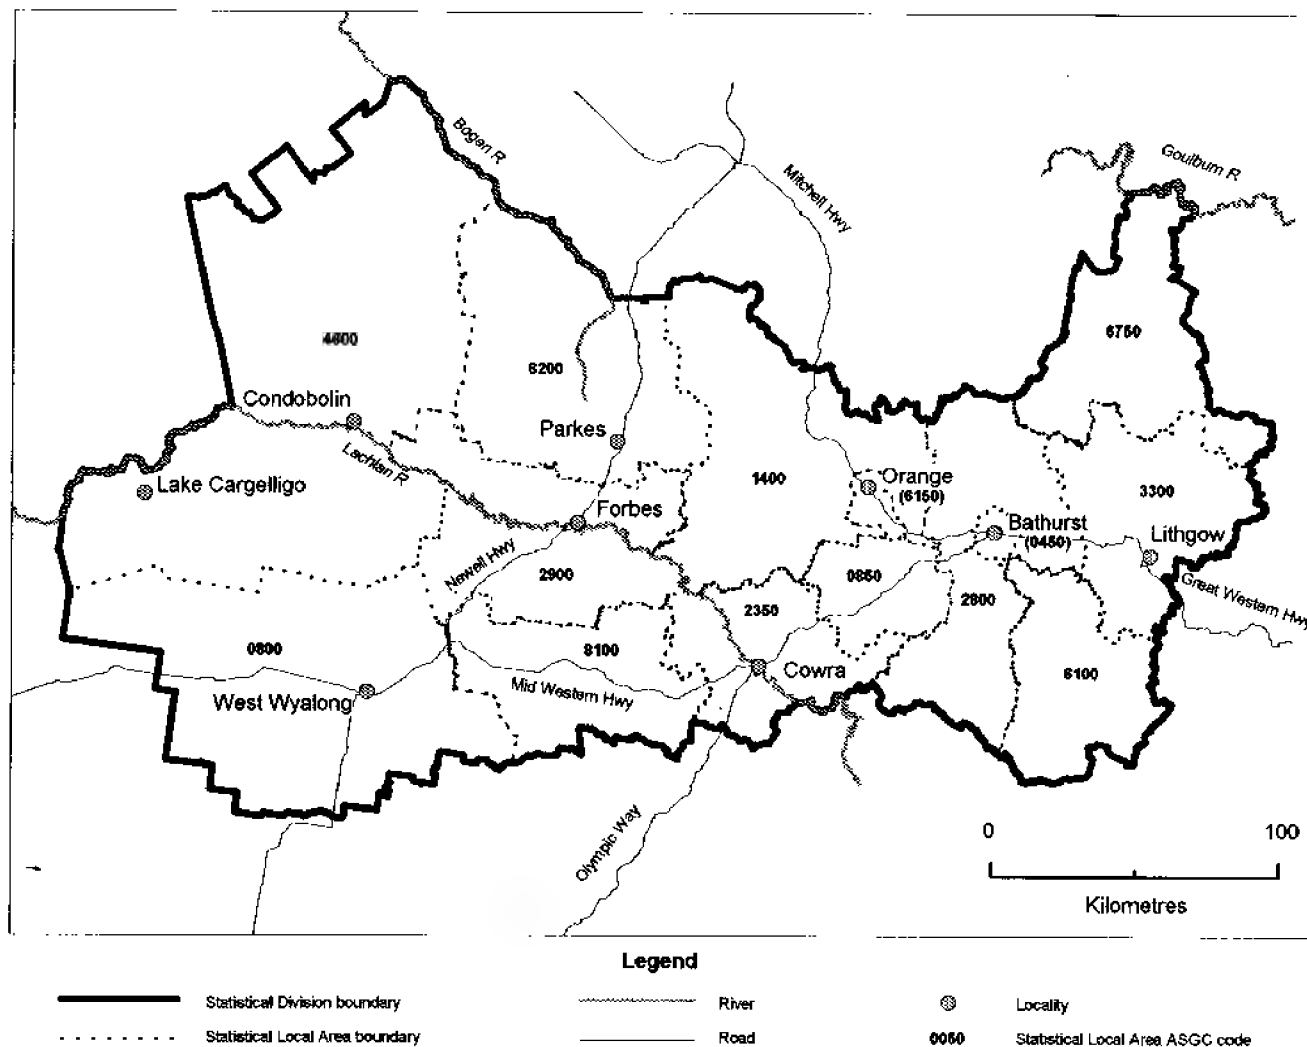 Bogan R
Goulburn R
Mitchell Hwy
6750
4600
6200
Condobolin
Parkes
Lachlan R
Lake Cargelligo
1400
Orange
(6150)
3300
Forbes
Bathurst
(0450)
Lithgow
Newell Hwy
2900
0850
2800
Great Western Hwy
2350
0800
8100
Cowra
6100
Mid Western Hwy
West Wyalong
Olympic Way
0 100
Kilometres
Legend
Statistical Division boundary
River
Locality
Statistical Local Area boundary
Road
0050
Statistical Local Area ASGC code